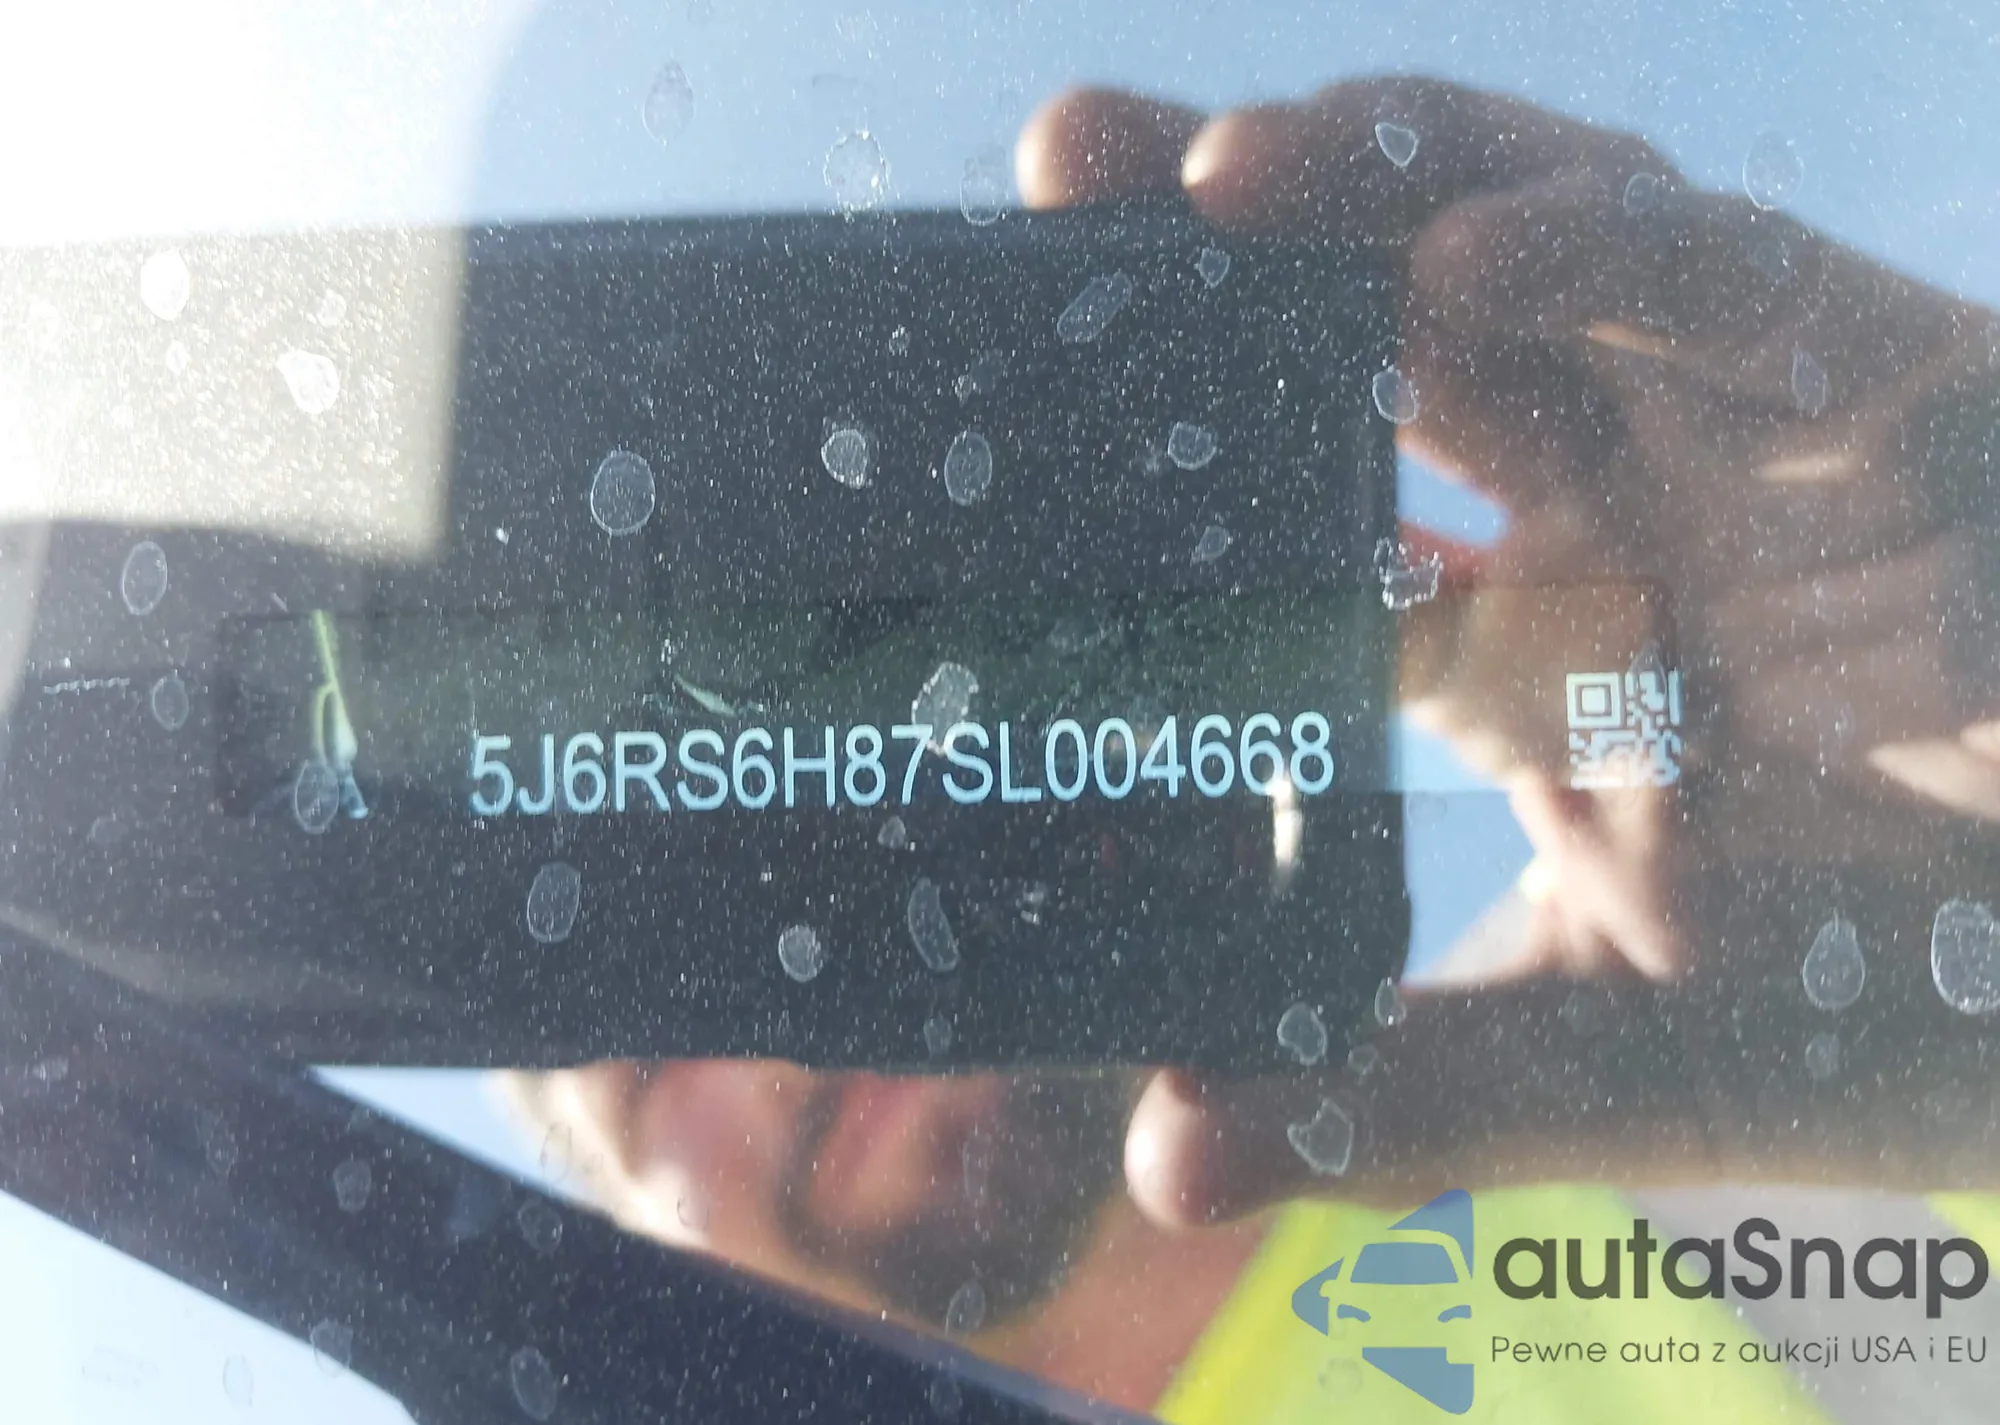 5J6RS6H87SL004668
autaSnap
Pewne auta z aukcji USA i EU